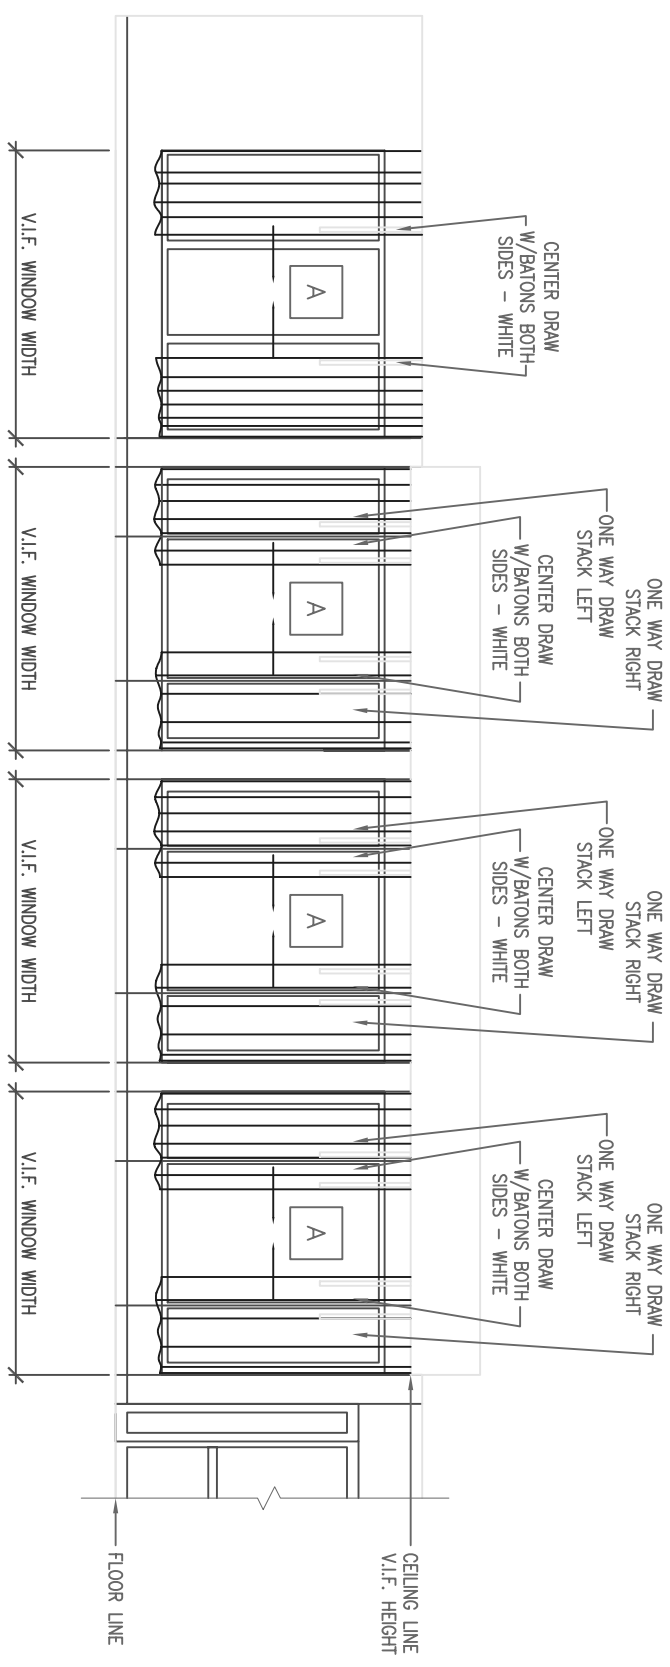 CENTER DRAW
W/BATONS BOTH
SIDES - WHITE
ONE WAY DRAW
STACK RIGHT
ONE WAY DRAW
STACK LEFT
CENTER DRAW
W/BATONS BOTH
SIDES - WHITE
ONE WAY DRAW
STACK RIGHT
ONE WAY DRAW
STACK LEFT
CENTER DRAW
W/BATONS BOTH
SIDES - WHITE
ONE WAY DRAW
STACK RIGHT
ONE WAY DRAW
STACK LEFT
CENTER DRAW
W/BATONS BOTH
SIDES - WHITE
CEILING LINE
V.I.F. HEIGHT
A
A
A
A
FLOOR LINE
V.I.F. WINDOW WIDTH
V.I.F. WINDOW WIDTH
V.I.F. WINDOW WIDTH
V.I.F. WINDOW WIDTH